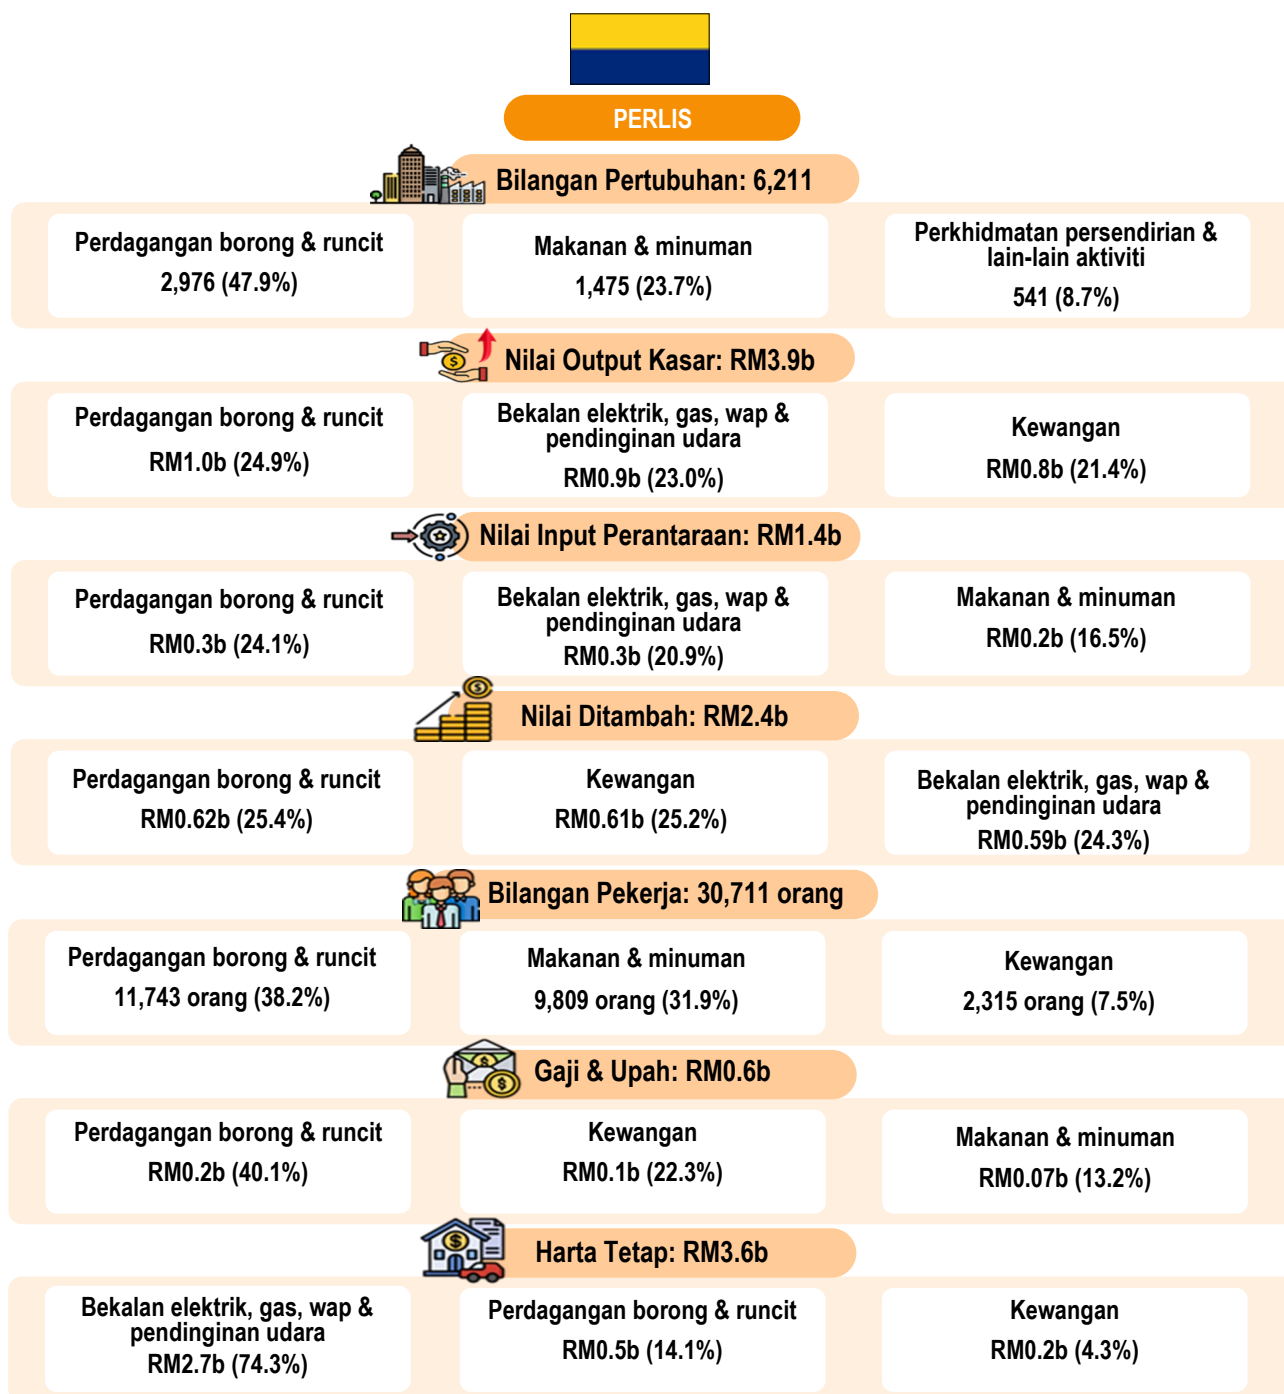 PERLIS
Bilangan Pertubuhan: 6,211
Perdagangan borong & runcit
2,976 (47.9%)
Makanan & minuman
1,475 (23.7%)
Perkhidmatan persendirian &
lain-lain aktiviti
541 (8.7%)
Nilai Output Kasar: RM3.9b
Perdagangan borong & runcit
RM1.0b (24.9%)
Bekalan elektrik, gas, wap &
pendinginan udara
RM0.9b (23.0%)
Kewangan
RM0.8b (21.4%)
Nilai Input Perantaraan: RM1.4b
Perdagangan borong & runcit
RM0.3b (24.1%)
Bekalan elektrik, gas, wap &
pendinginan udara
RM0.3b (20.9%)
Makanan & minuman
RM0.2b (16.5%)
Nilai Ditambah: RM2.4b
Perdagangan borong & runcit
RM0.62b (25.4%)
Kewangan
RM0.61b (25.2%)
Bekalan elektrik, gas, wap &
pendinginan udara
RM0.59b (24.3%)
Bilangan Pekerja: 30,711 orang
Perdagangan borong & runcit
11,743 orang (38.2%)
Makanan & minuman
9,809 orang (31.9%)
Kewangan
2,315 orang (7.5%)
Gaji & Upah: RM0.6b
Perdagangan borong & runcit
RM0.2b (40.1%)
Kewangan
RM0.1b (22.3%)
Makanan & minuman
RM0.07b (13.2%)
Harta Tetap: RM3.6b
Bekalan elektrik, gas, wap &
pendinginan udara
RM2.7b (74.3%)
Perdagangan borong & runcit
RM0.5b (14.1%)
Kewangan
RM0.2b (4.3%)